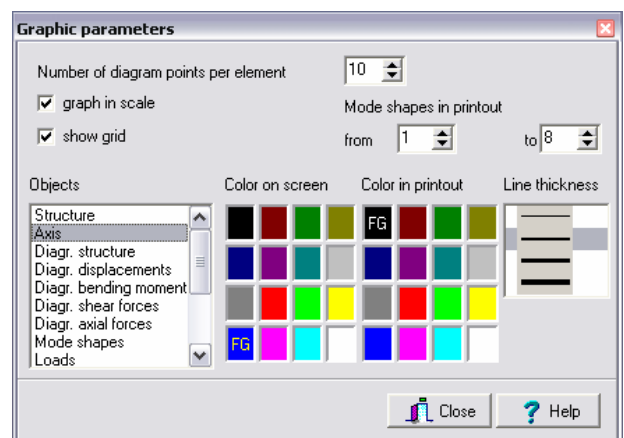 Graphic parameters
Number of diagram points per element 10
graph in scale
Mode shapes in printout
show grid
from 1 to 8
Objects Color on screen Color in printout Line thickness
Structure
Axis
Diagr. structure
Diagr. displacements
Diagr. bending moment
Diagr. shear forces
Diagr. axial forces
Mode shapes
Loads
FG
FG
Close Help